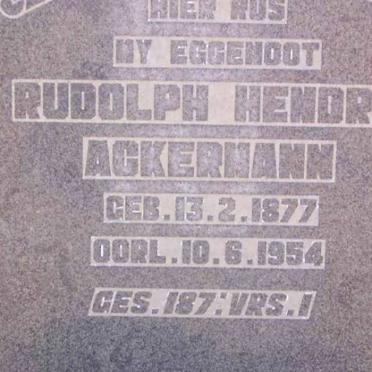 HIER RUS
MY EGGENOOT
RUDOLPH HENDR
ACKERMANN
GEB. 13.2.1877
OORL. 10.6.1954
GES. 187: VRS. 1